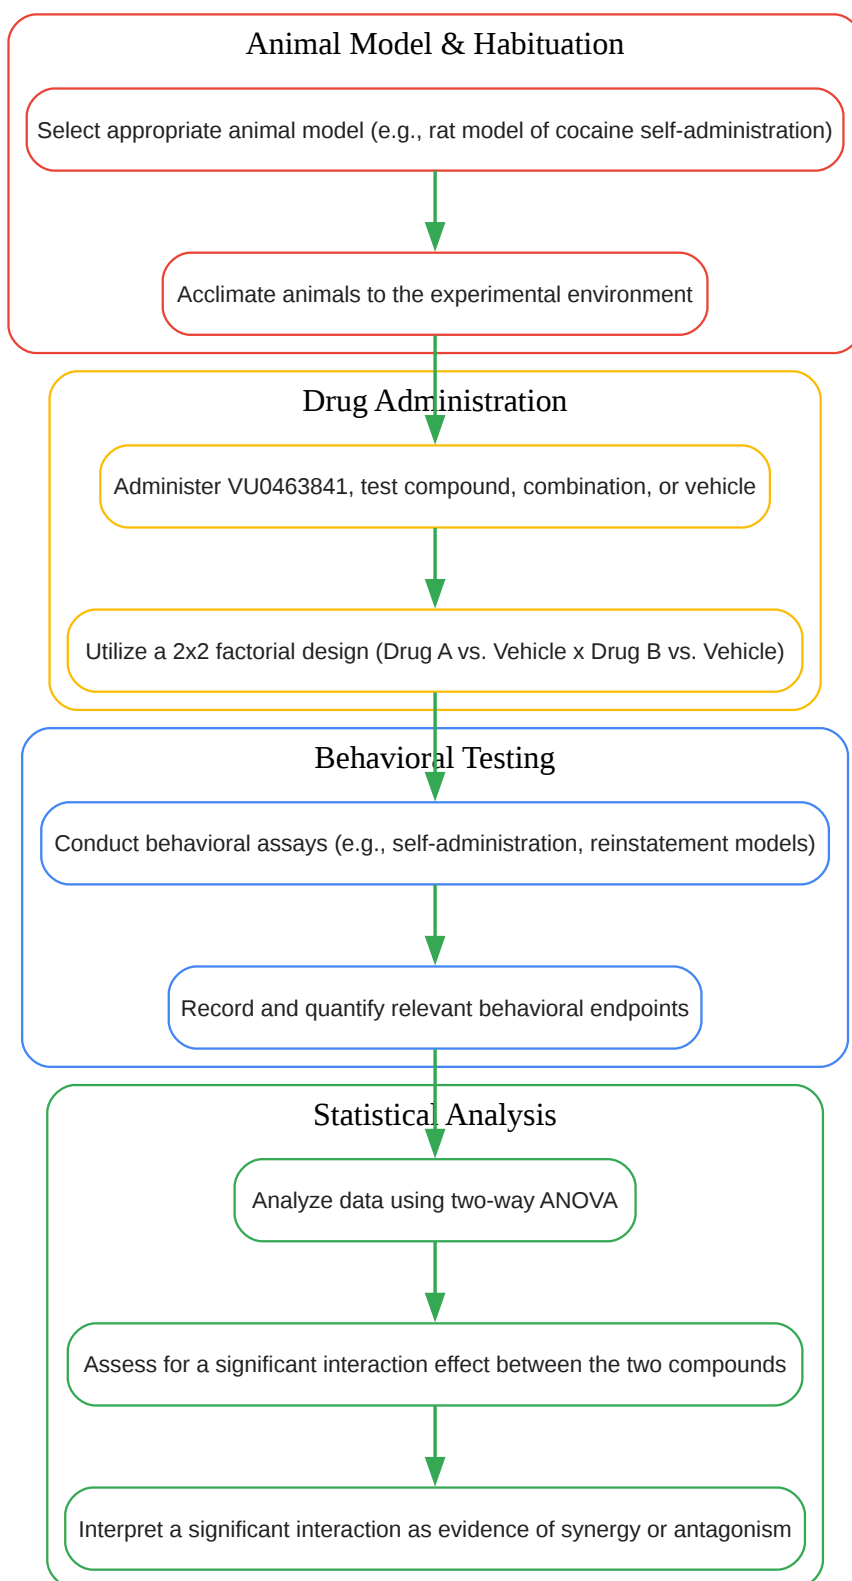 Animal Model & Habituation
Select appropriate animal model (e.g., rat model of cocaine self-administration)
Acclimate animals to the experimental environment
Drug Administration
Administer VU0463841, test compound, combination, or vehicle
Utilize a 2x2 factorial design (Drug A vs. Vehicle x Drug B vs. Vehicle)
Behavioral Testing
Conduct behavioral assays (e.g., self-administration, reinstatement models)
Record and quantify relevant behavioral endpoints
Statistical Analysis
Analyze data using two-way ANOVA
Assess for a significant interaction effect between the two compounds
Interpret a significant interaction as evidence of synergy or antagonism